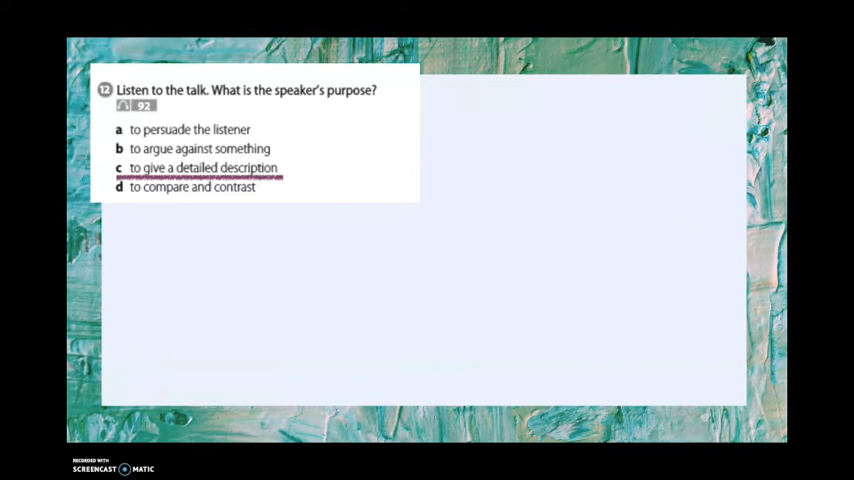 12 Listen to the talk. What is the speaker's purpose?
92
a to persuade the listener
b to argue against something
c to give a detailed description
d to compare and contrast
RECORDED WITH
SCREENCAST MATIC